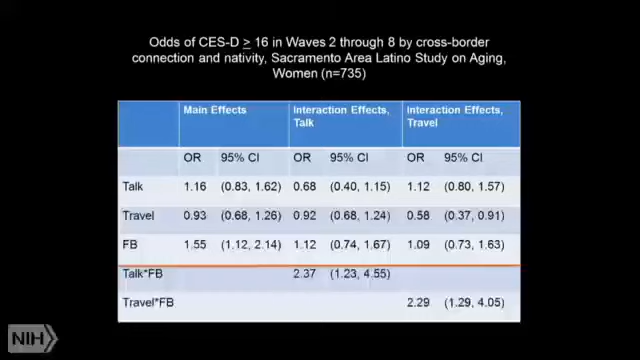 Odds of CES-D ≥ 16 in Waves 2 through 8 by cross-border
connection and nativity, Sacramento Area Latino Study on Aging,
Women (n=735)
Main Effects Interaction Effects, Talk Interaction Effects, Travel
OR 95% CI OR 95% CI OR 95% CI
Talk 1.16 (0.83, 1.62) 0.68 (0.40, 1.15) 1.12 (0.80, 1.57)
Travel 0.93 (0.68, 1.26) 0.92 (0.68, 1.24) 0.58 (0.37, 0.91)
FB 1.55 (1.12, 2.14) 1.12 (0.74, 1.67) 1.09 (0.73, 1.63)
Talk*FB 2.37 (1.23, 4.55)
Travel*FB 2.29 (1.29, 4.05)
NIH